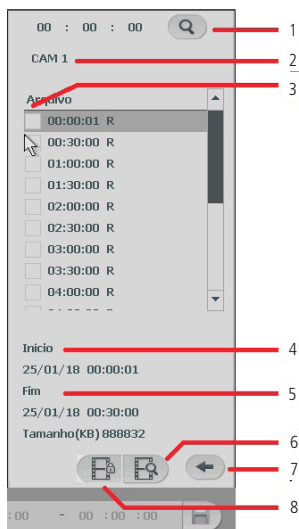 00 : 00 : 00
1
CAM 1
2
3
Arquivo
00:00:01 R
00:30:00 R
01:00:00 R
01:30:00 R
02:00:00 R
02:30:00 R
03:00:00 R
03:30:00 R
04:00:00 R
Inicio
4
25/01/18 00:00:01
Fim
5
25/01/18 00:30:00
Tamanho(KB) 888832
6
7
8
:00 - 00 :00 :00